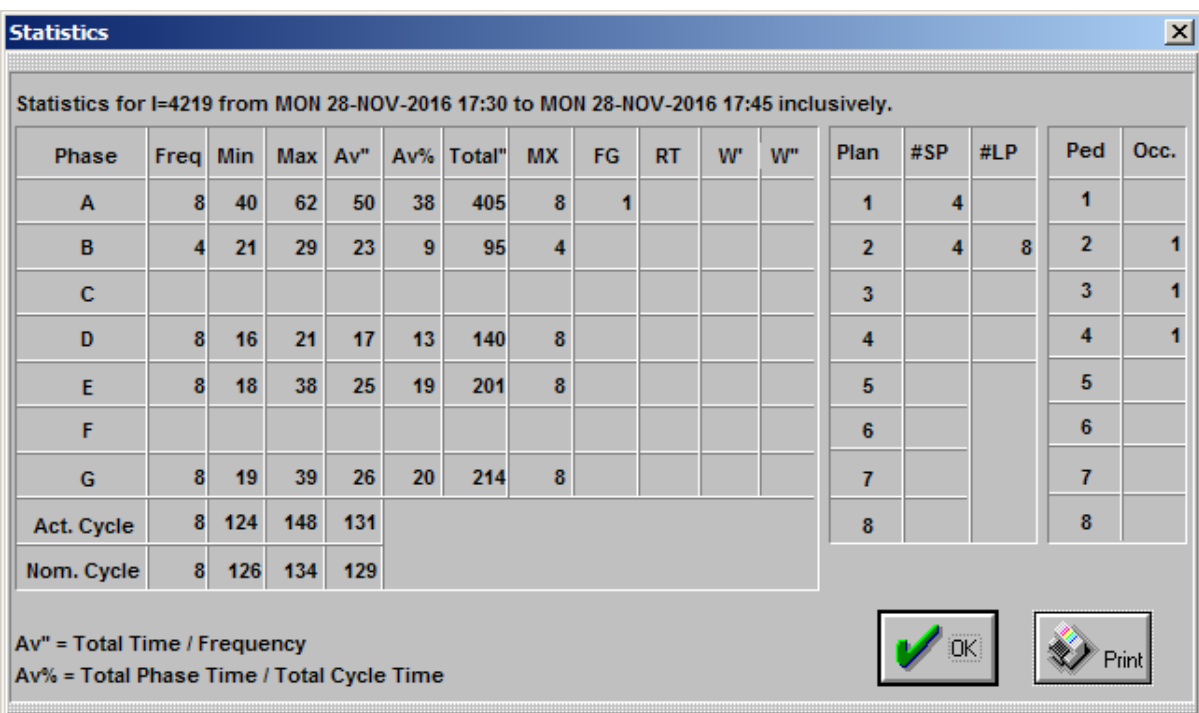 Statistics
Statistics for I=4219 from MON 28-NOV-2016 17:30 to MON 28-NOV-2016 17:45 inclusively.
Phase Freq Min Max Av" Av% Total" MX FG RT W' W" Plan #SP #LP Ped Occ.
A 8 40 62 50 38 405 8 1 1 4 1
B 4 21 29 23 9 95 4 2 4 8 2 1
C 3 3 1
D 8 16 21 17 13 140 8 4 4 1
E 8 18 38 25 19 201 8 5 5
F 6 6
G 8 19 39 26 20 214 8 7 7
Act. Cycle 8 124 148 131 8 8
Nom. Cycle 8 126 134 129
Av" = Total Time / Frequency
Av% = Total Phase Time / Total Cycle Time
OK
Print